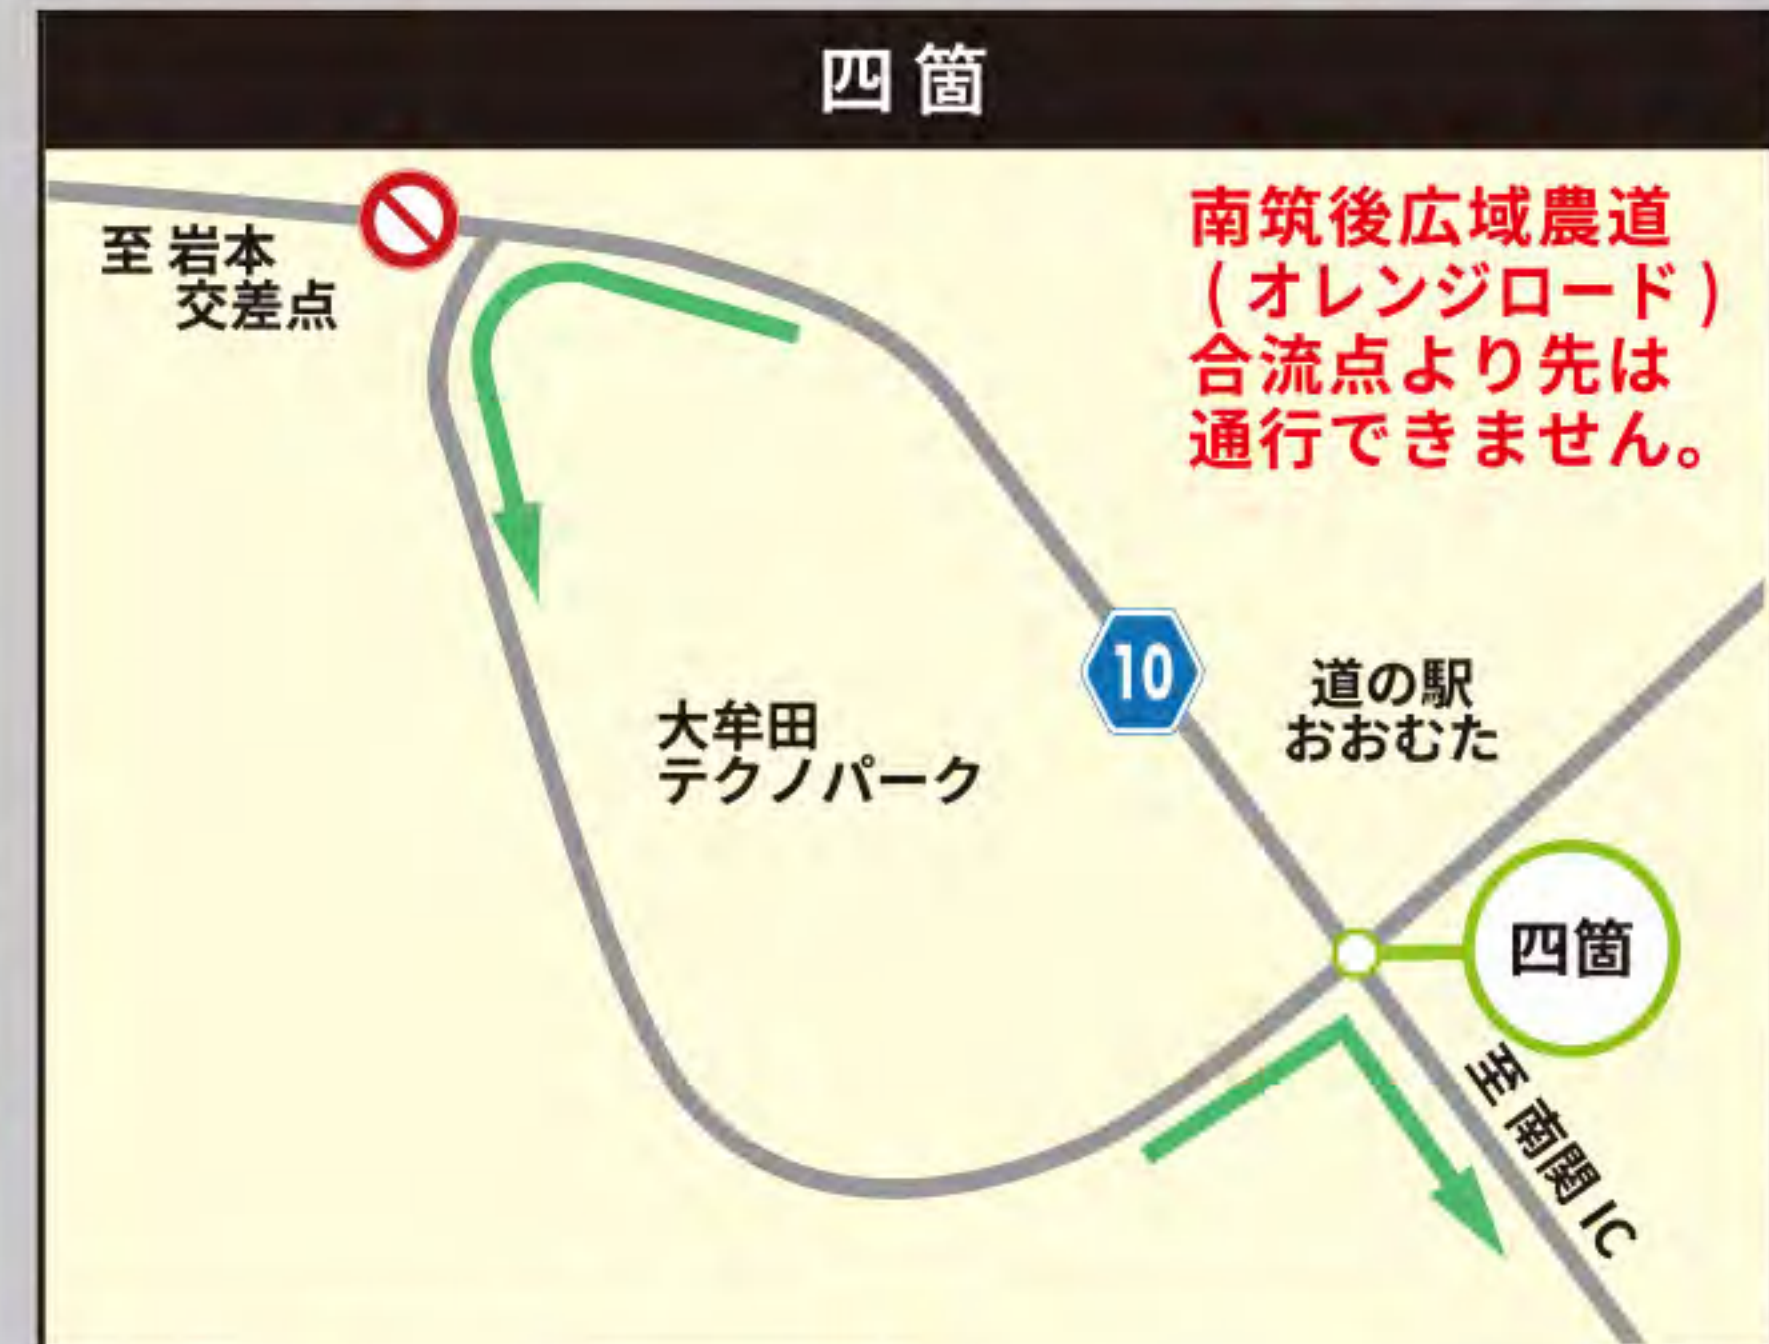 四箇
南筑後広域農道
(オレンジロード)
合流点より先は
通行できません。
至 岩本
交差点
10
道の駅
おおむた
大牟田
テクノパーク
四箇
至 南関 IC